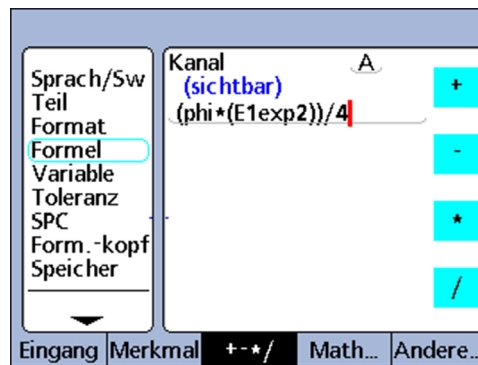 Sprach/Sw
Teil
Format
Formel
Variable
Toleranz
SPC
Form.-kopf
Speicher
Kanal A
(sichtbar)
(phi*(E1exp2))/4
+
-
*
/
Eingang Merkmal +-*/ Math... Andere..